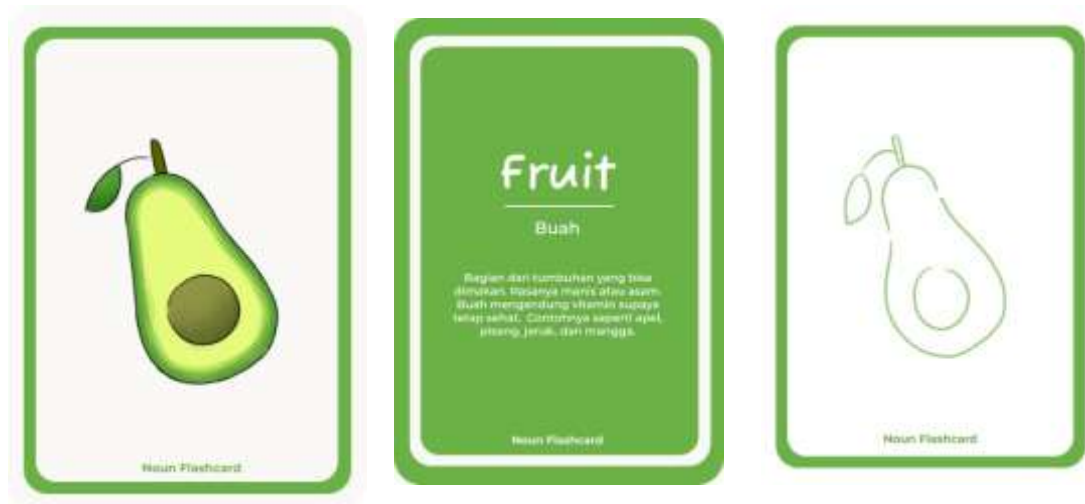 Noun Flashcard
Fruit
Buah
Bagian dari tumbuhan yang bisa
dimakan. Rasanya manis atau asam.
Buah mengandung vitamin supaya
tetap sehat. Contohnya seperti apel,
pisang, jeruk, dan mangga.
Noun Flashcard
Noun Flashcard